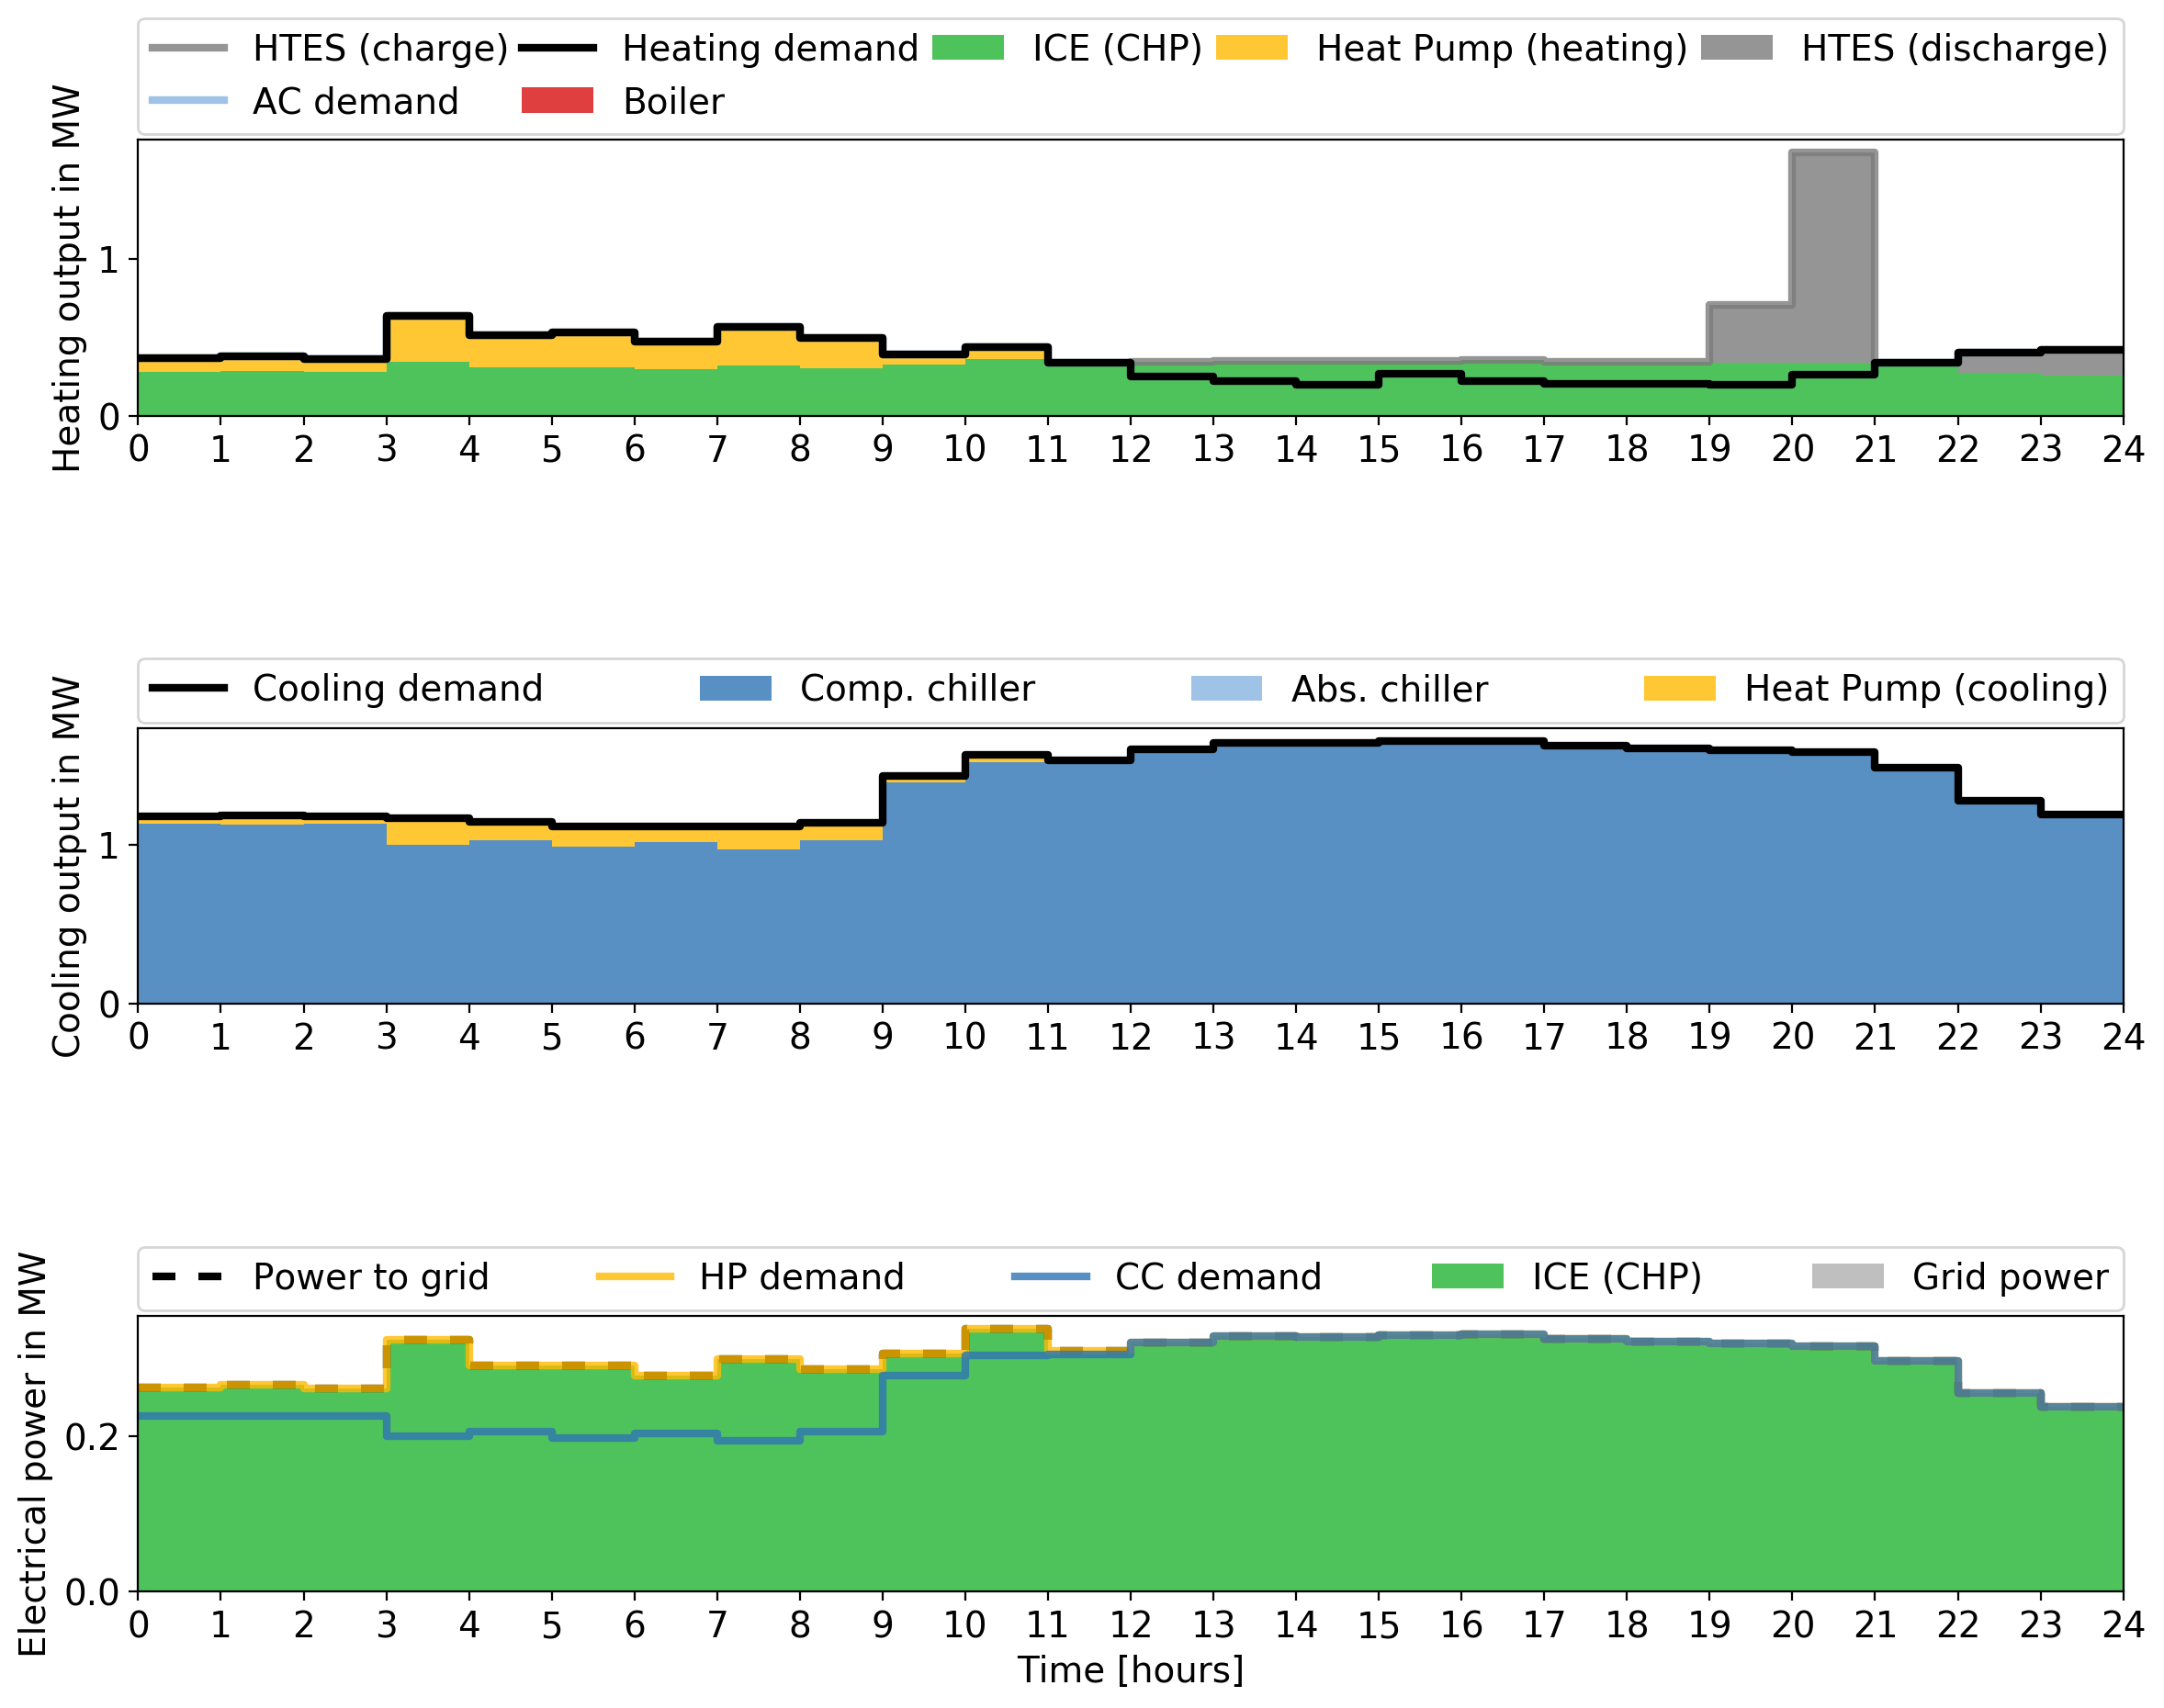 HTES (charge) Heating demand ICE (CHP) Heat Pump (heating) HTES (discharge)
AC demand Boiler
Heating output in MW
1
0
0 1 2 3 4 5 6 7 8 9 10 11 12 13 14 15 16 17 18 19 20 21 22 23 24
Cooling demand Comp. chiller Abs. chiller Heat Pump (cooling)
Cooling output in MW
1
0
0 1 2 3 4 5 6 7 8 9 10 11 12 13 14 15 16 17 18 19 20 21 22 23 24
Power to grid HP demand CC demand ICE (CHP) Grid power
Electrical power in MW
0.2
0.0
0 1 2 3 4 5 6 7 8 9 10 11 12 13 14 15 16 17 18 19 20 21 22 23 24
Time [hours]